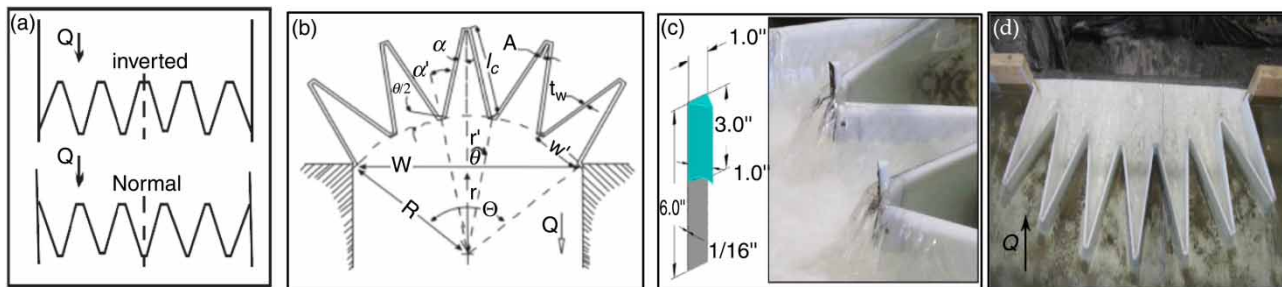 (a)
Q
inverted
Q
Normal
(b)
α
A
α'
l_c
θ/2
t_w
r'
W
θ
w'
r
R
Θ
Q
(c)
1.0"
3.0"
1.0"
6.0"
1/16"
(d)
Q